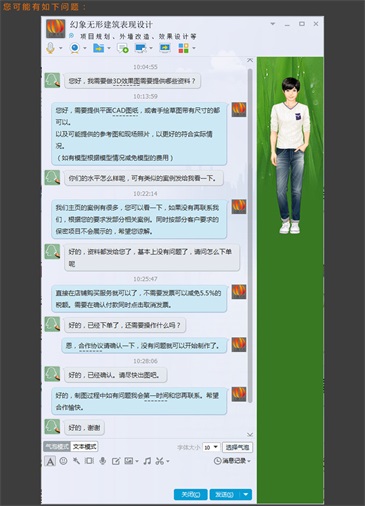 您可能有如下问题：
幻象无形建筑表现设计
项目规划、外墙改造、效果设计等
10:04:55
您好，我需要做3D效果图需要提供哪些资料？
10:13:59
您好，需要提供平面CAD图纸，或者手绘草图带有尺寸的都
可以。
以及可能提供的参考图和现场照片，以更好的符合实际情
况。
（如有模型根据模型情况减免模型的费用）
你们的水平怎么样呢，可有类似的案例发给我看一下。
10:22:14
我们主页的案例有很多，您可以看一下，如果没有再联系我
们，根据您的要求发部分相关案例。同时按部分客户要求的
保密项目不会展示的，希望您谅解。
好的，资料都发给您了，基本上没有问题了，请问怎么下单
呢
10:25:47
直接在店铺购买服务就可以了，不需要发票可以减免5.5%的
税额。需要在确认付款同时点击取消发票。
好的，已经下单了，还需要操作什么吗？
恩，合作协议请确认一下，没有问题就可以开始制作了。
10:28:06
好的，已经确认。请尽快出图吧。
好的，制图过程中如有问题我会第一时间和您再联系。希望
合作愉快。
好的，谢谢
气泡模式 文本模式 字体大小 10 选择气泡
消息记录
关闭(C) 发送(S)